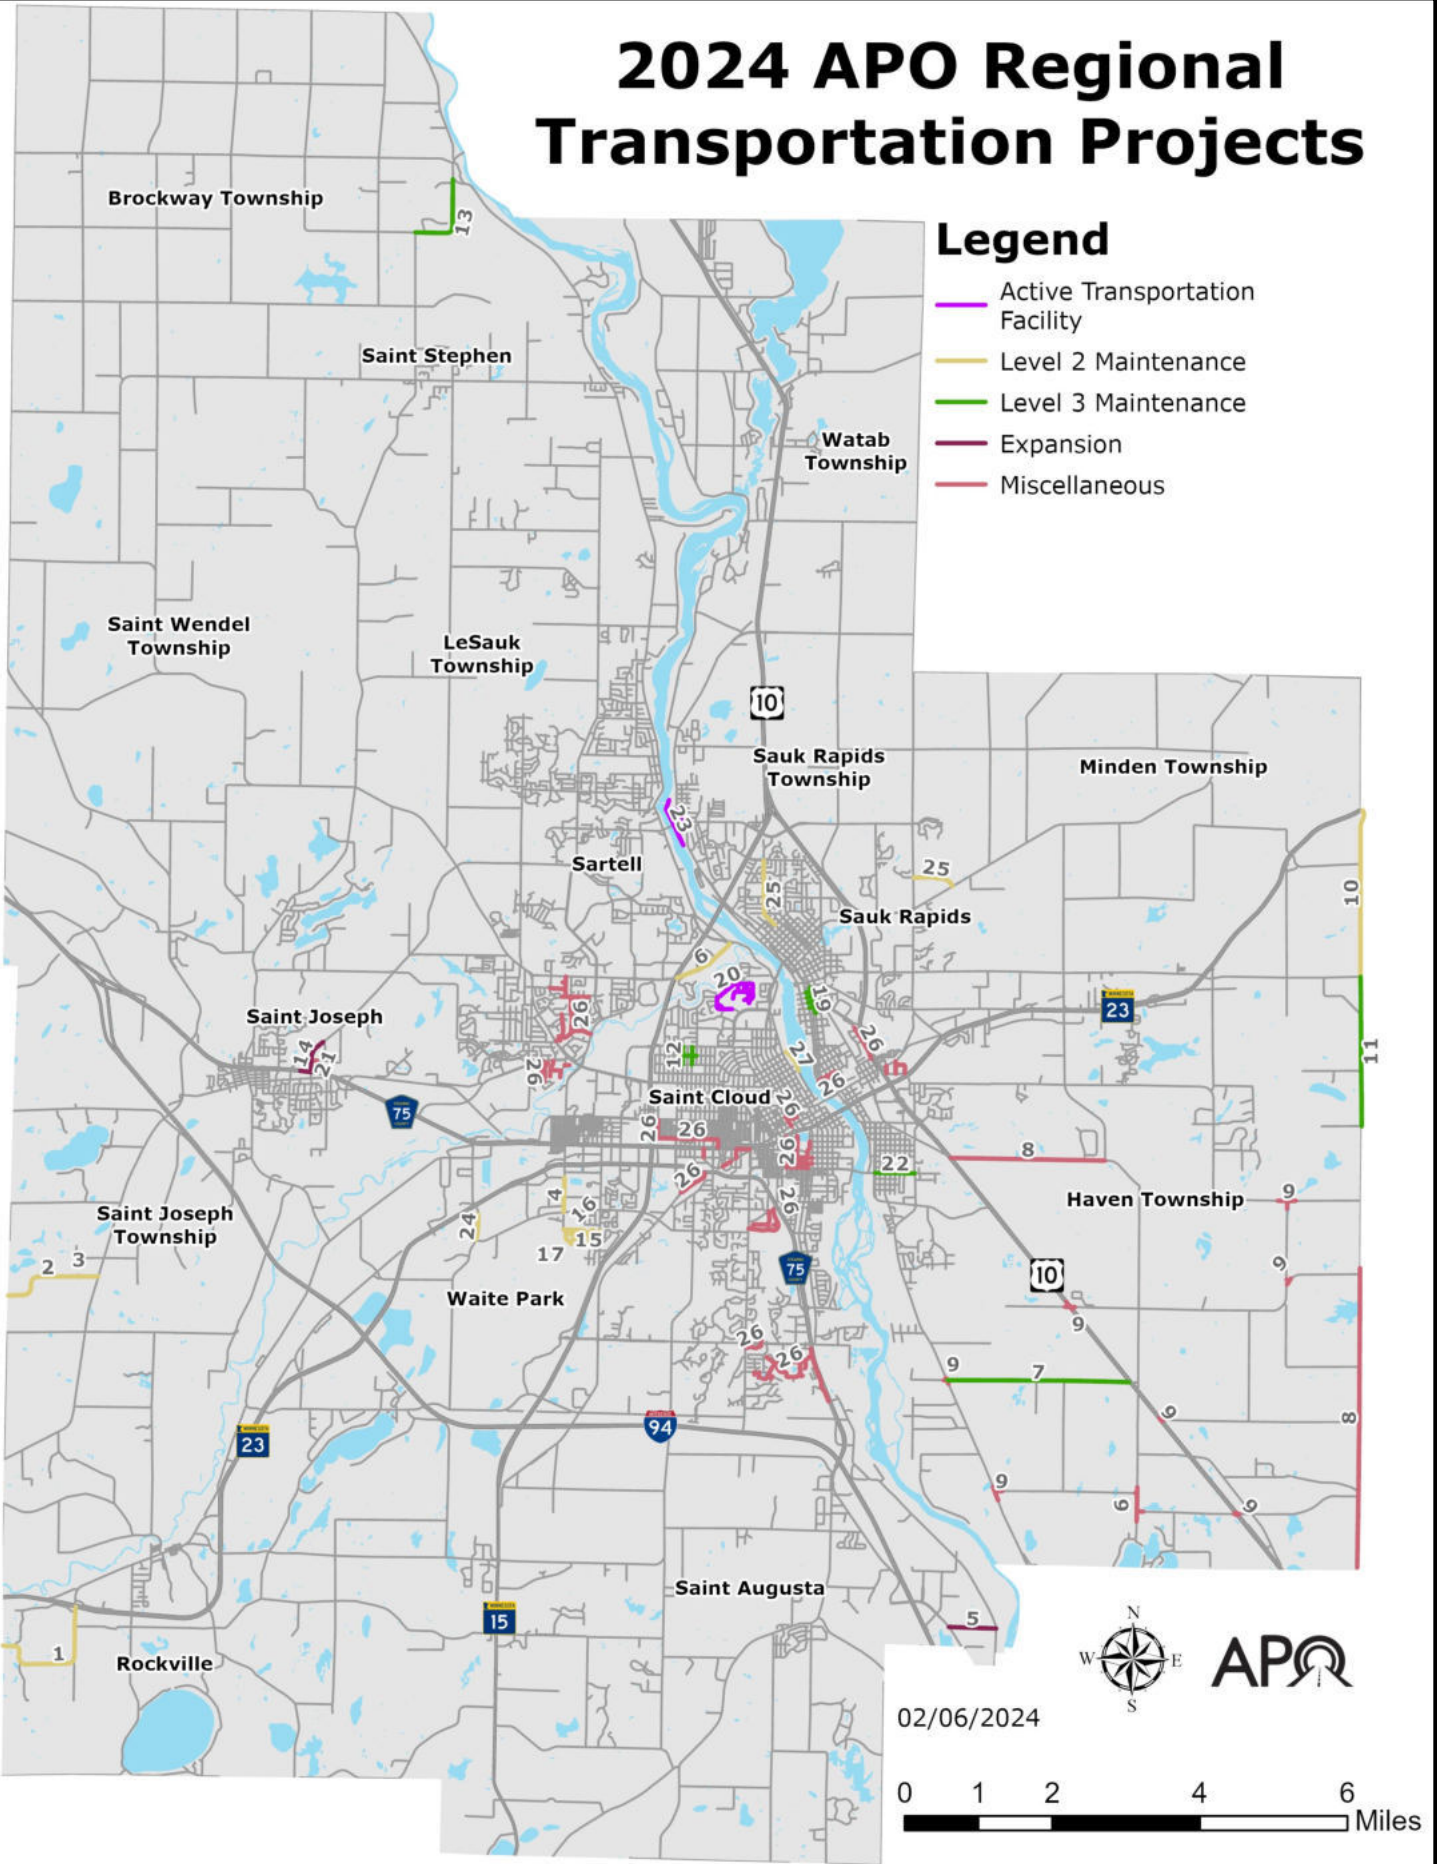 2024 APO Regional
Transportation Projects
Legend
Active Transportation
Facility
Level 2 Maintenance
Level 3 Maintenance
Expansion
Miscellaneous
Brockway Township
13
Saint Stephen
Watab
Township
Saint Wendel
Township
LeSauk
Township
10
Sauk Rapids
Township
Minden Township
23
Sartell
25
25
10
Sauk Rapids
6
20
19
23
Saint Joseph
26
26
12
27
26
11
14
21
26
Saint Cloud
26
26
75
26
26
26
22
8
26
4
16
26
Haven Township
9
Saint Joseph
Township
24
15
17
2
3
75
10
9
Waite Park
9
26
26
9
7
8
9
23
94
9
6
9
15
Saint Augusta
5
1
Rockville
N
W
E
S
APO
02/06/2024
0 1 2 4 6
Miles